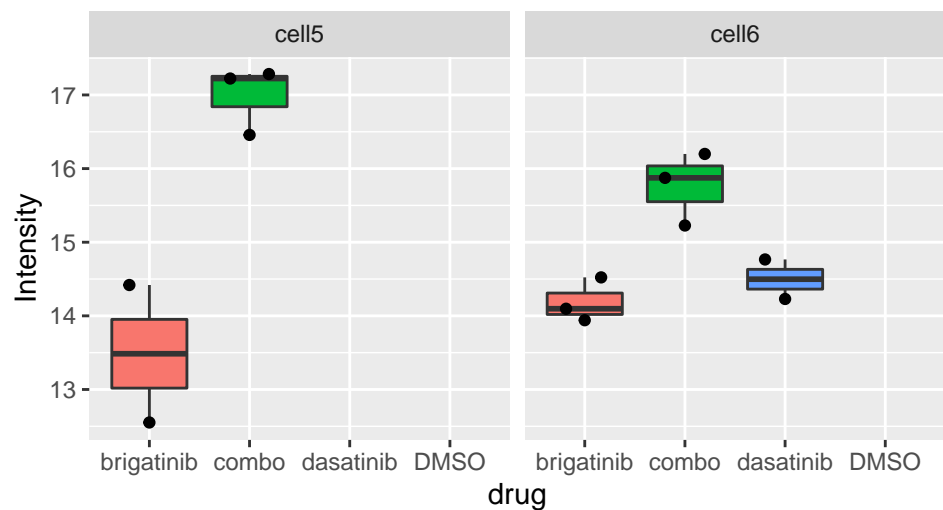 cell5 cell6
17
16
15
14
13
Intensity
brigatinib combo dasatinib DMSO brigatinib combo dasatinib DMSO
drug